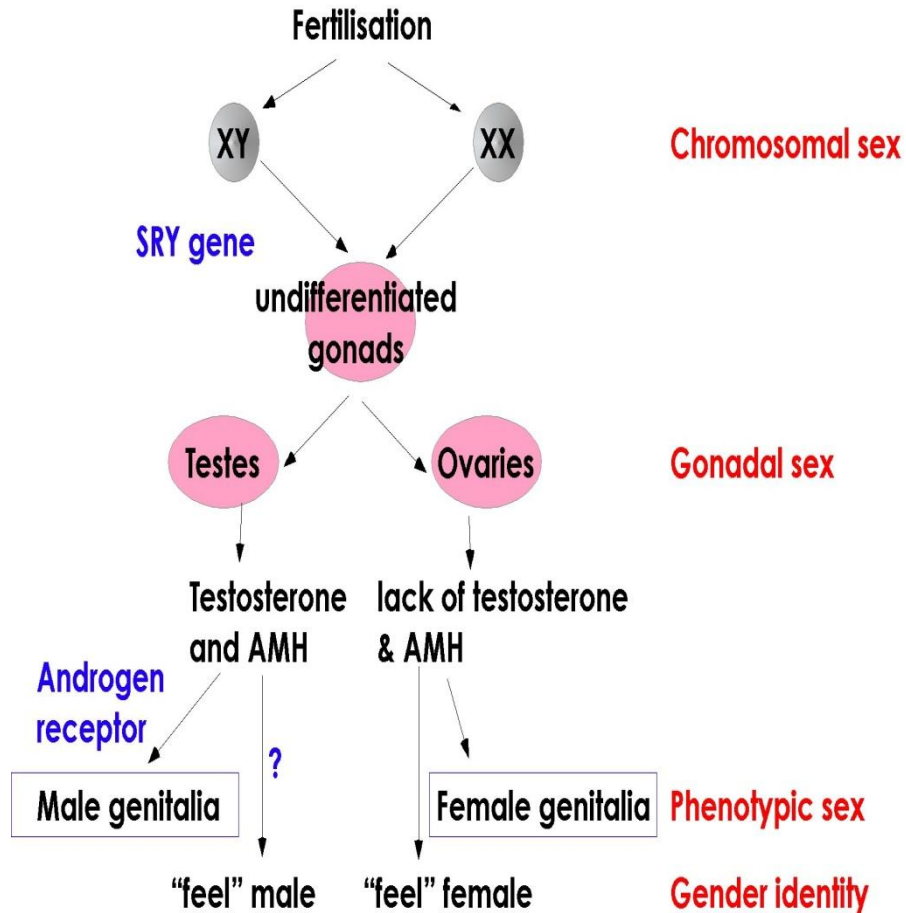 Fertilisation
XY
XX
Chromosomal sex
SRY gene
undifferentiated
gonads
Testes
Ovaries
Gonadal sex
Testosterone
and AMH
lack of testosterone
& AMH
Androgen
receptor
?
Male genitalia
Female genitalia
Phenotypic sex
“feel” male
“feel” female
Gender identity